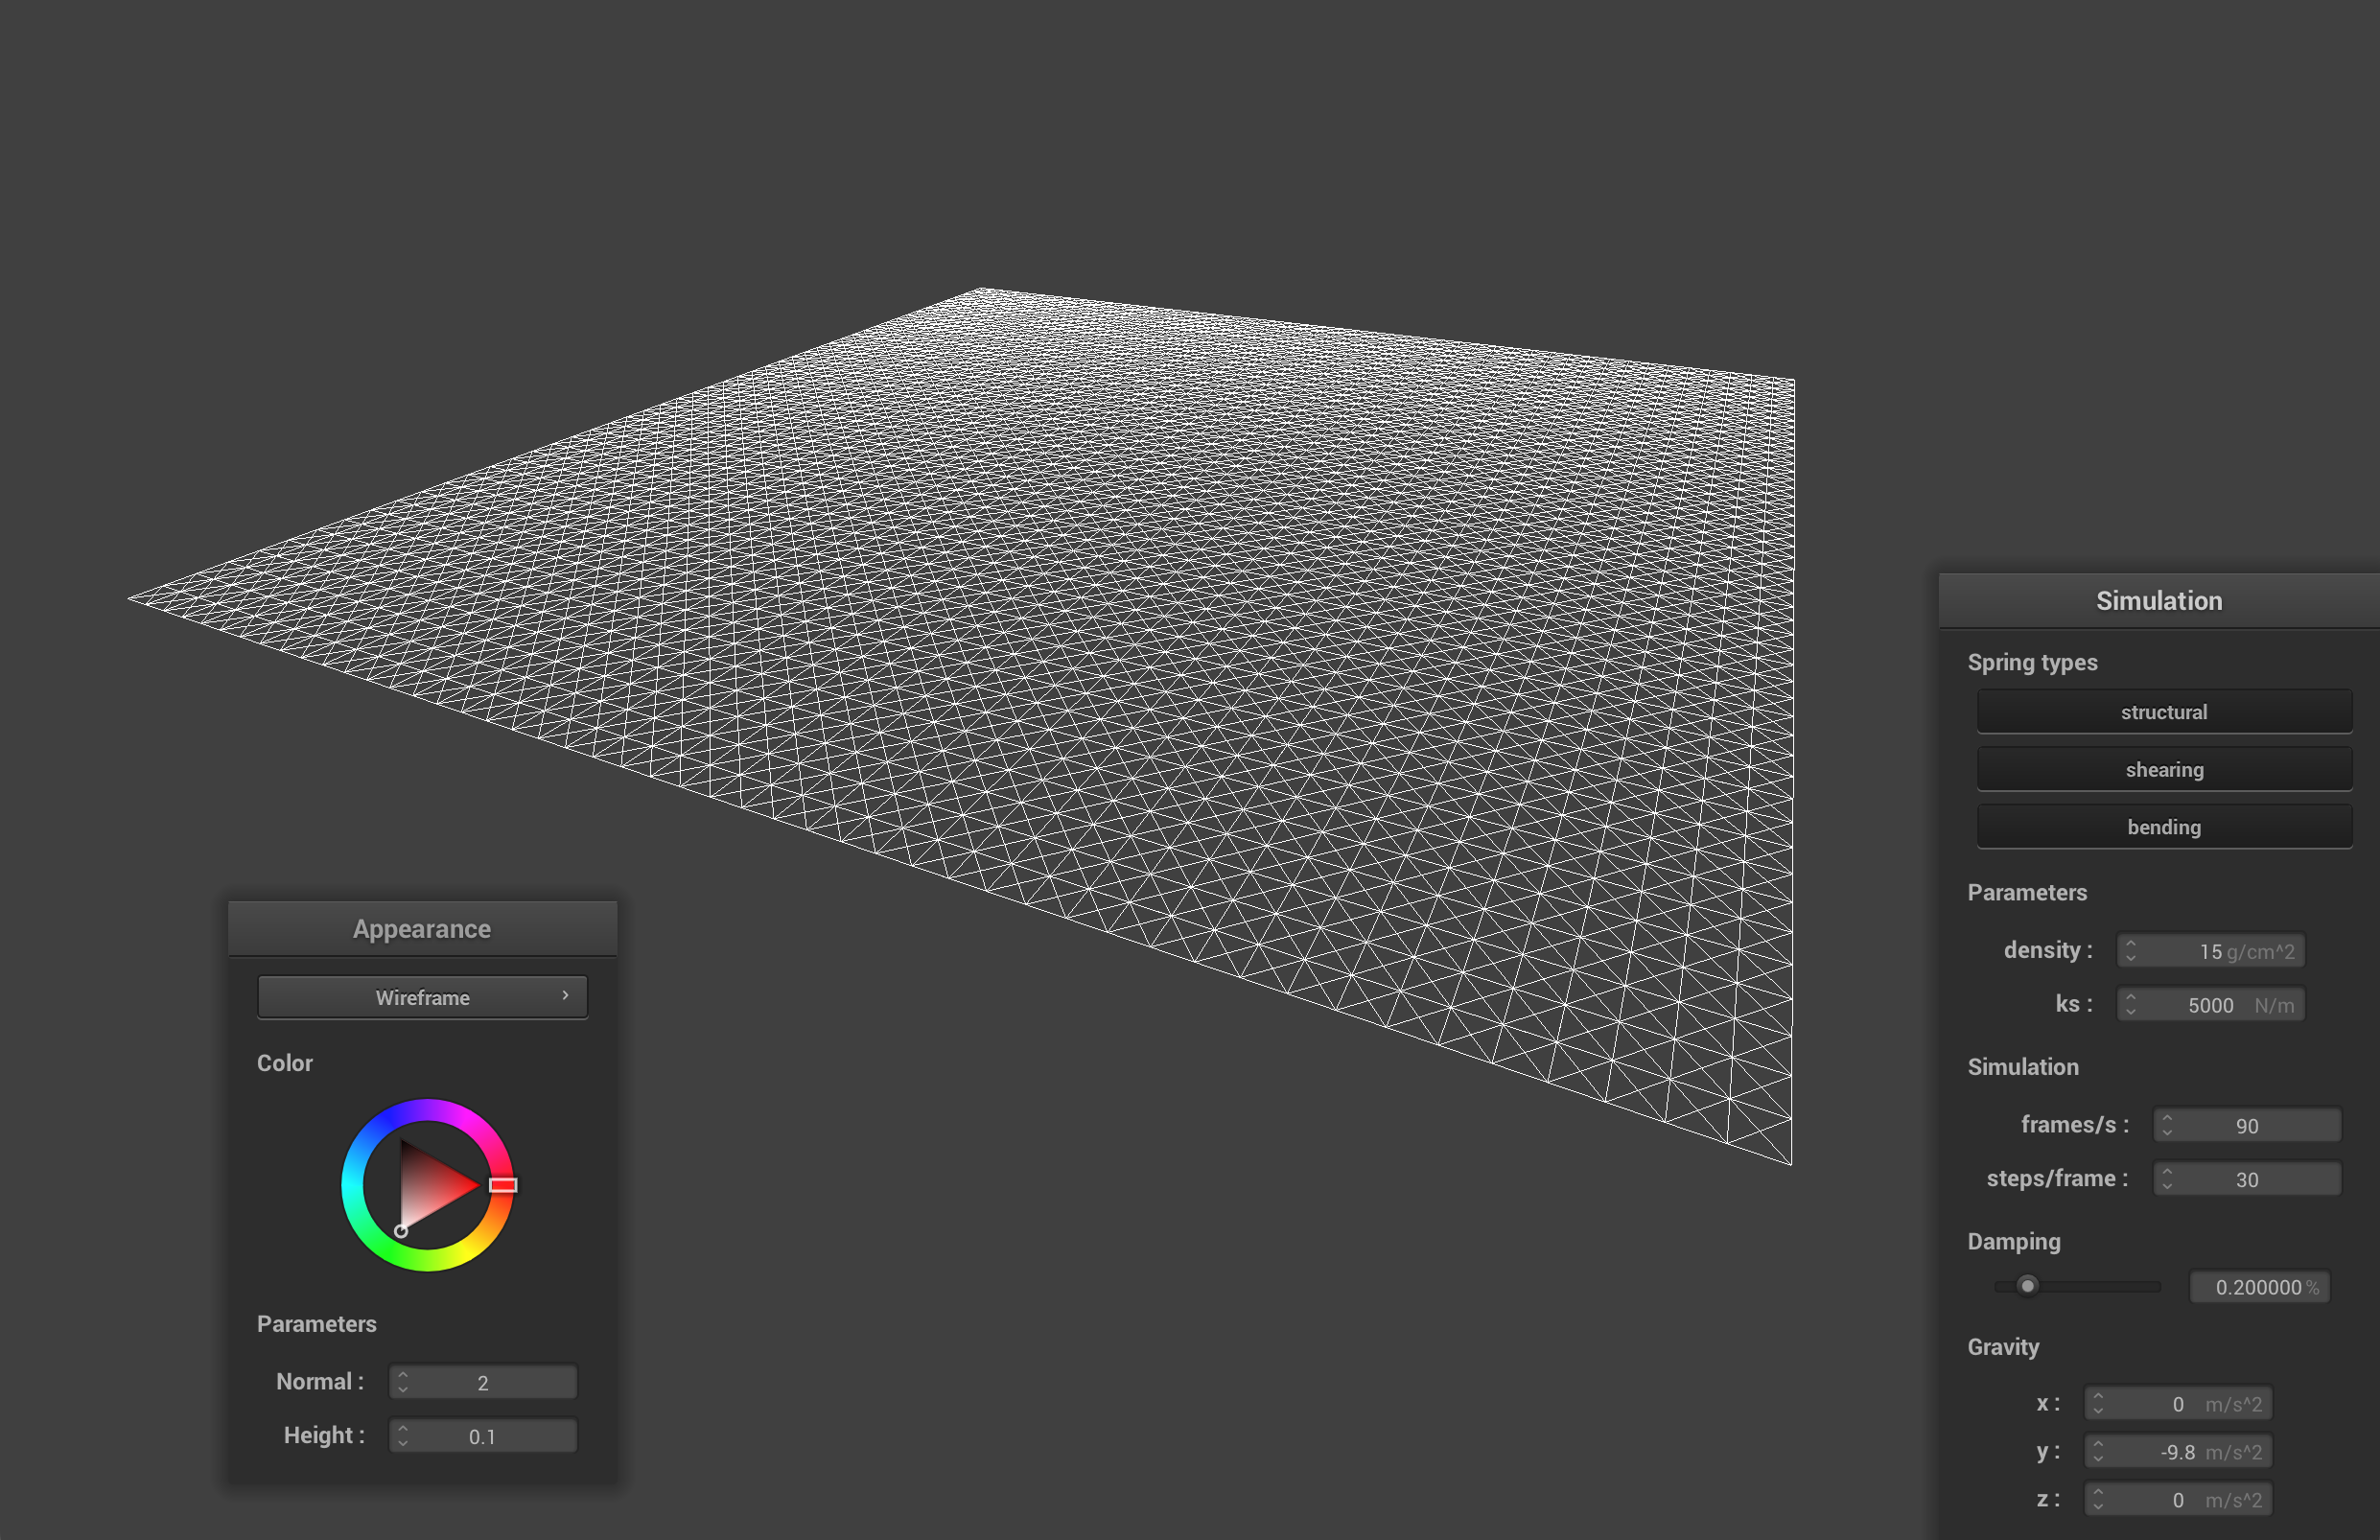 Simulation
Spring types
structural
shearing
bending
Parameters
density : 15 g/cm^2
ks : 5000 N/m
Simulation
frames/s : 90
steps/frame : 30
Damping
0.200000 %
Gravity
x : 0 m/s^2
y : -9.8 m/s^2
z : 0 m/s^2
Appearance
Wireframe
Color
Parameters
Normal : 2
Height : 0.1